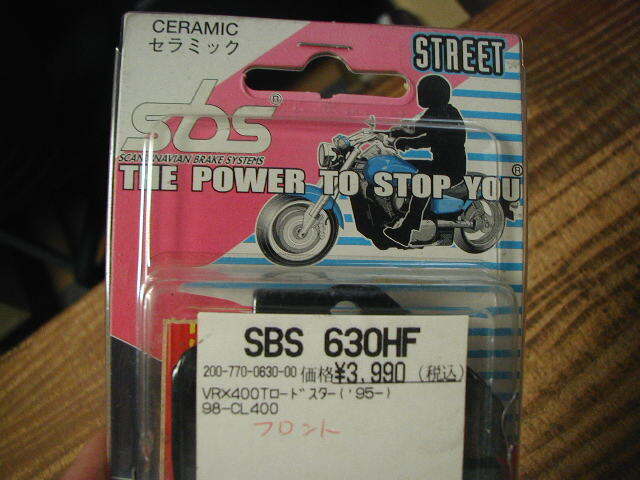 CERAMIC
セラミック
STREET
sbs®
SCANDINAVIAN BRAKE SYSTEMS
THE POWER TO STOP YOU®
SBS 630HF
200-770-0630-00 価格¥3,990 (税込)
VRX400Tロードスター('95-)
98-CL400
フロント